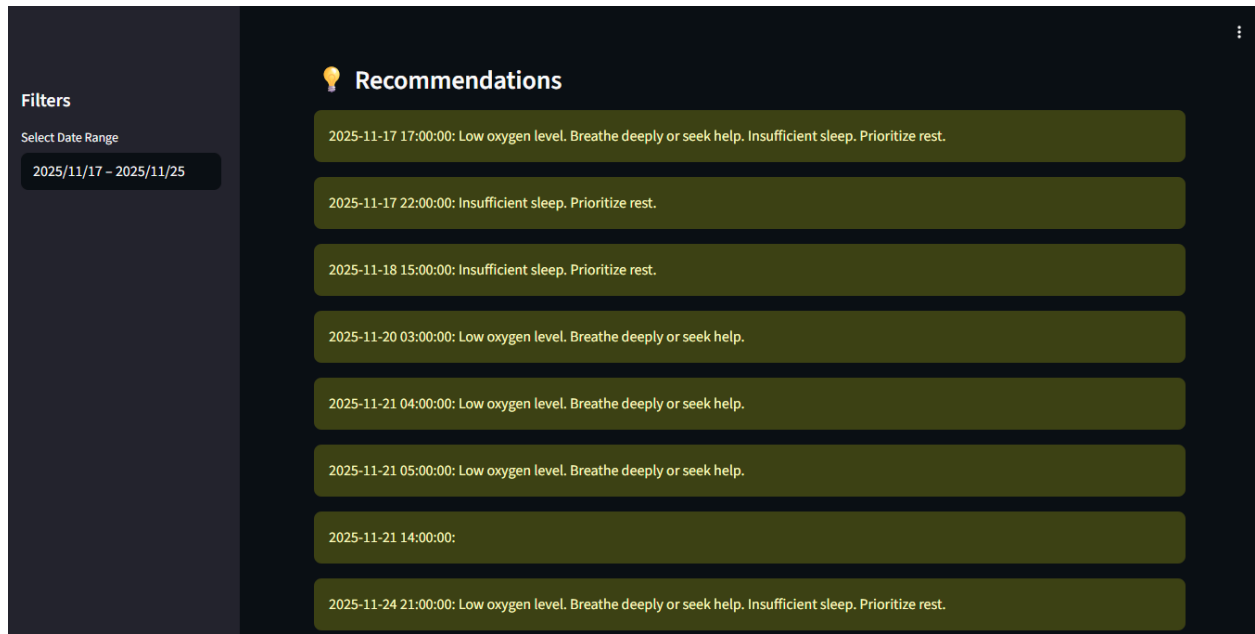 Filters
Select Date Range
2025/11/17 – 2025/11/25
Recommendations
2025-11-17 17:00:00: Low oxygen level. Breathe deeply or seek help. Insufficient sleep. Prioritize rest.
2025-11-17 22:00:00: Insufficient sleep. Prioritize rest.
2025-11-18 15:00:00: Insufficient sleep. Prioritize rest.
2025-11-20 03:00:00: Low oxygen level. Breathe deeply or seek help.
2025-11-21 04:00:00: Low oxygen level. Breathe deeply or seek help.
2025-11-21 05:00:00: Low oxygen level. Breathe deeply or seek help.
2025-11-21 14:00:00:
2025-11-24 21:00:00: Low oxygen level. Breathe deeply or seek help. Insufficient sleep. Prioritize rest.